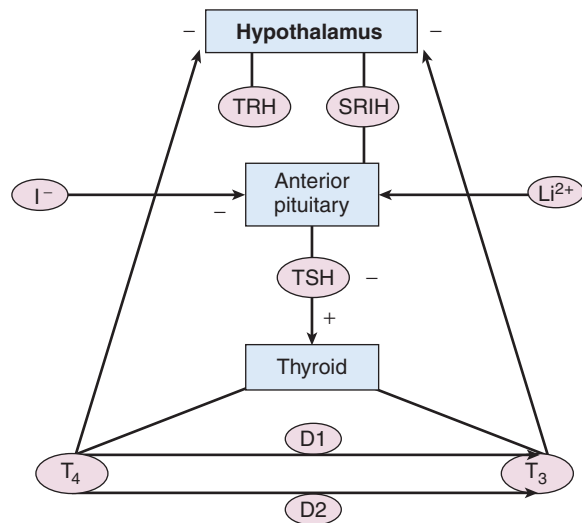 − Hypothalamus −
TRH SRIH
I⁻ − Anterior
pituitary Li²⁺
TSH −
+
Thyroid
D1
T₄ T₃
D2